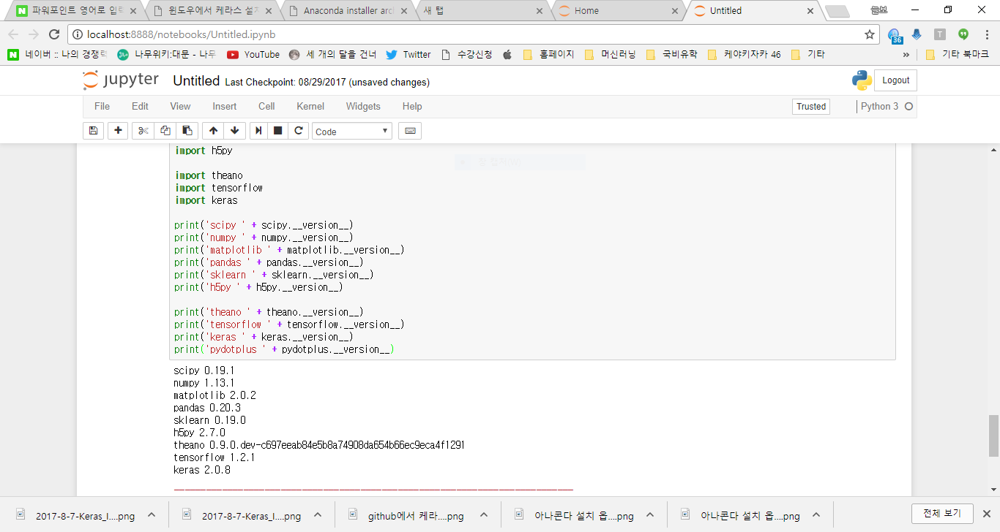 파워포인트 영어로 입력
윈도우에서 케라스 설치
Anaconda installer arc
새 탭
Home
Untitled
localhost:8888/notebooks/Untitled.ipynb
36
네이버 :: 나의 경쟁력
나무위키:대문 - 나무
YouTube
세 개의 달을 건너
Twitter
수강신청
홈페이지
머신러닝
국비유학
케야키자카 46
기타
»
기타 북마크
jupyter
Untitled Last Checkpoint: 08/29/2017 (unsaved changes)
Logout
File Edit View Insert Cell Kernel Widgets Help
Trusted
Python 3
Code
import h5py
import theano
import tensorflow
import keras
print('scipy ' + scipy.__version__)
print('numpy ' + numpy.__version__)
print('matplotlib ' + matplotlib.__version__)
print('pandas ' + pandas.__version__)
print('sklearn ' + sklearn.__version__)
print('h5py ' + h5py.__version__)
print('theano ' + theano.__version__)
print('tensorflow ' + tensorflow.__version__)
print('keras ' + keras.__version__)
print('pydotplus ' + pydotplus.__version__)
scipy 0.19.1
numpy 1.13.1
matplotlib 2.0.2
pandas 0.20.3
sklearn 0.19.0
h5py 2.7.0
theano 0.9.0.dev-c697eeab84e5b8a74908da654b66ec9eca4f1291
tensorflow 1.2.1
keras 2.0.8
2017-8-7-Keras_I....png
2017-8-7-Keras_I....png
github에서 케라....png
아나콘다 설치 옵....png
아나콘다 설치 옵....png
전체 보기